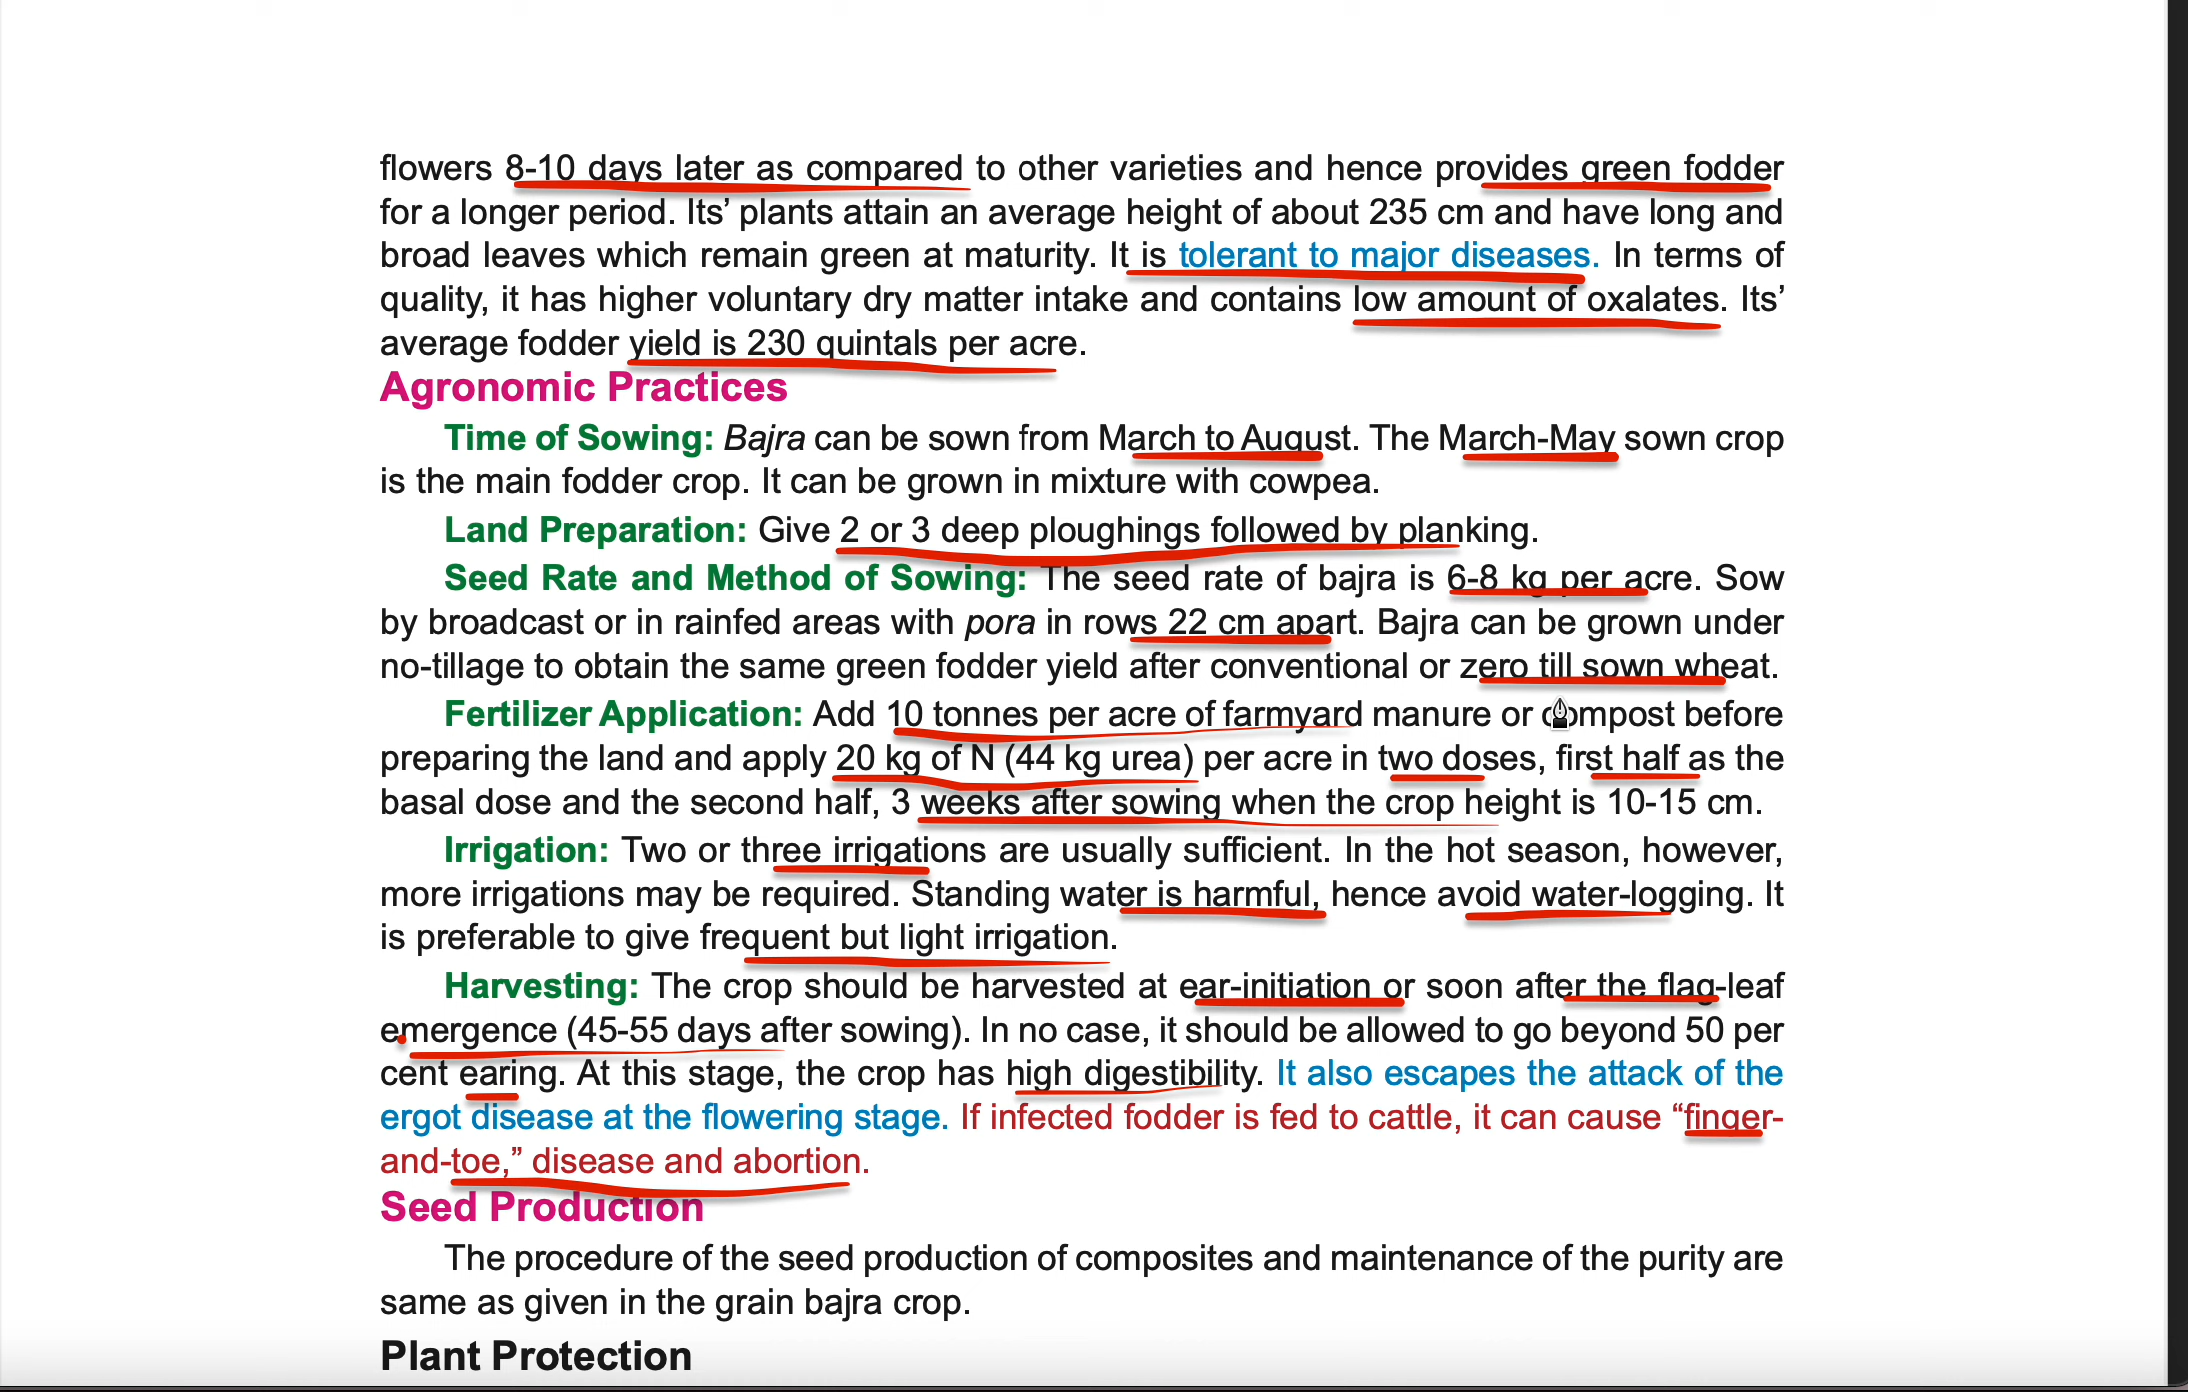 flowers 8-10 days later as compared to other varieties and hence provides green fodder
for a longer period. Its’ plants attain an average height of about 235 cm and have long and
broad leaves which remain green at maturity. It is tolerant to major diseases. In terms of
quality, it has higher voluntary dry matter intake and contains low amount of oxalates. Its’
average fodder yield is 230 quintals per acre.
Agronomic Practices
Time of Sowing: Bajra can be sown from March to August. The March-May sown crop
is the main fodder crop. It can be grown in mixture with cowpea.
Land Preparation: Give 2 or 3 deep ploughings followed by planking.
Seed Rate and Method of Sowing: The seed rate of bajra is 6-8 kg per acre. Sow
by broadcast or in rainfed areas with pora in rows 22 cm apart. Bajra can be grown under
no-tillage to obtain the same green fodder yield after conventional or zero till sown wheat.
Fertilizer Application: Add 10 tonnes per acre of farmyard manure or compost before
preparing the land and apply 20 kg of N (44 kg urea) per acre in two doses, first half as the
basal dose and the second half, 3 weeks after sowing when the crop height is 10-15 cm.
Irrigation: Two or three irrigations are usually sufficient. In the hot season, however,
more irrigations may be required. Standing water is harmful, hence avoid water-logging. It
is preferable to give frequent but light irrigation.
Harvesting: The crop should be harvested at ear-initiation or soon after the flag-leaf
emergence (45-55 days after sowing). In no case, it should be allowed to go beyond 50 per
cent earing. At this stage, the crop has high digestibility. It also escapes the attack of the
ergot disease at the flowering stage. If infected fodder is fed to cattle, it can cause “finger-
and-toe,” disease and abortion.
Seed Production
The procedure of the seed production of composites and maintenance of the purity are
same as given in the grain bajra crop.
Plant Protection